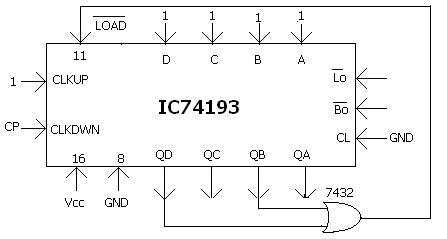 LOAD 1 1 1 1
11 D C B A
1 CLKUP Lo
IC74193 Bo
CP CLKDWN CL GND
16 8 QD QC QB QA
Vcc GND 7432